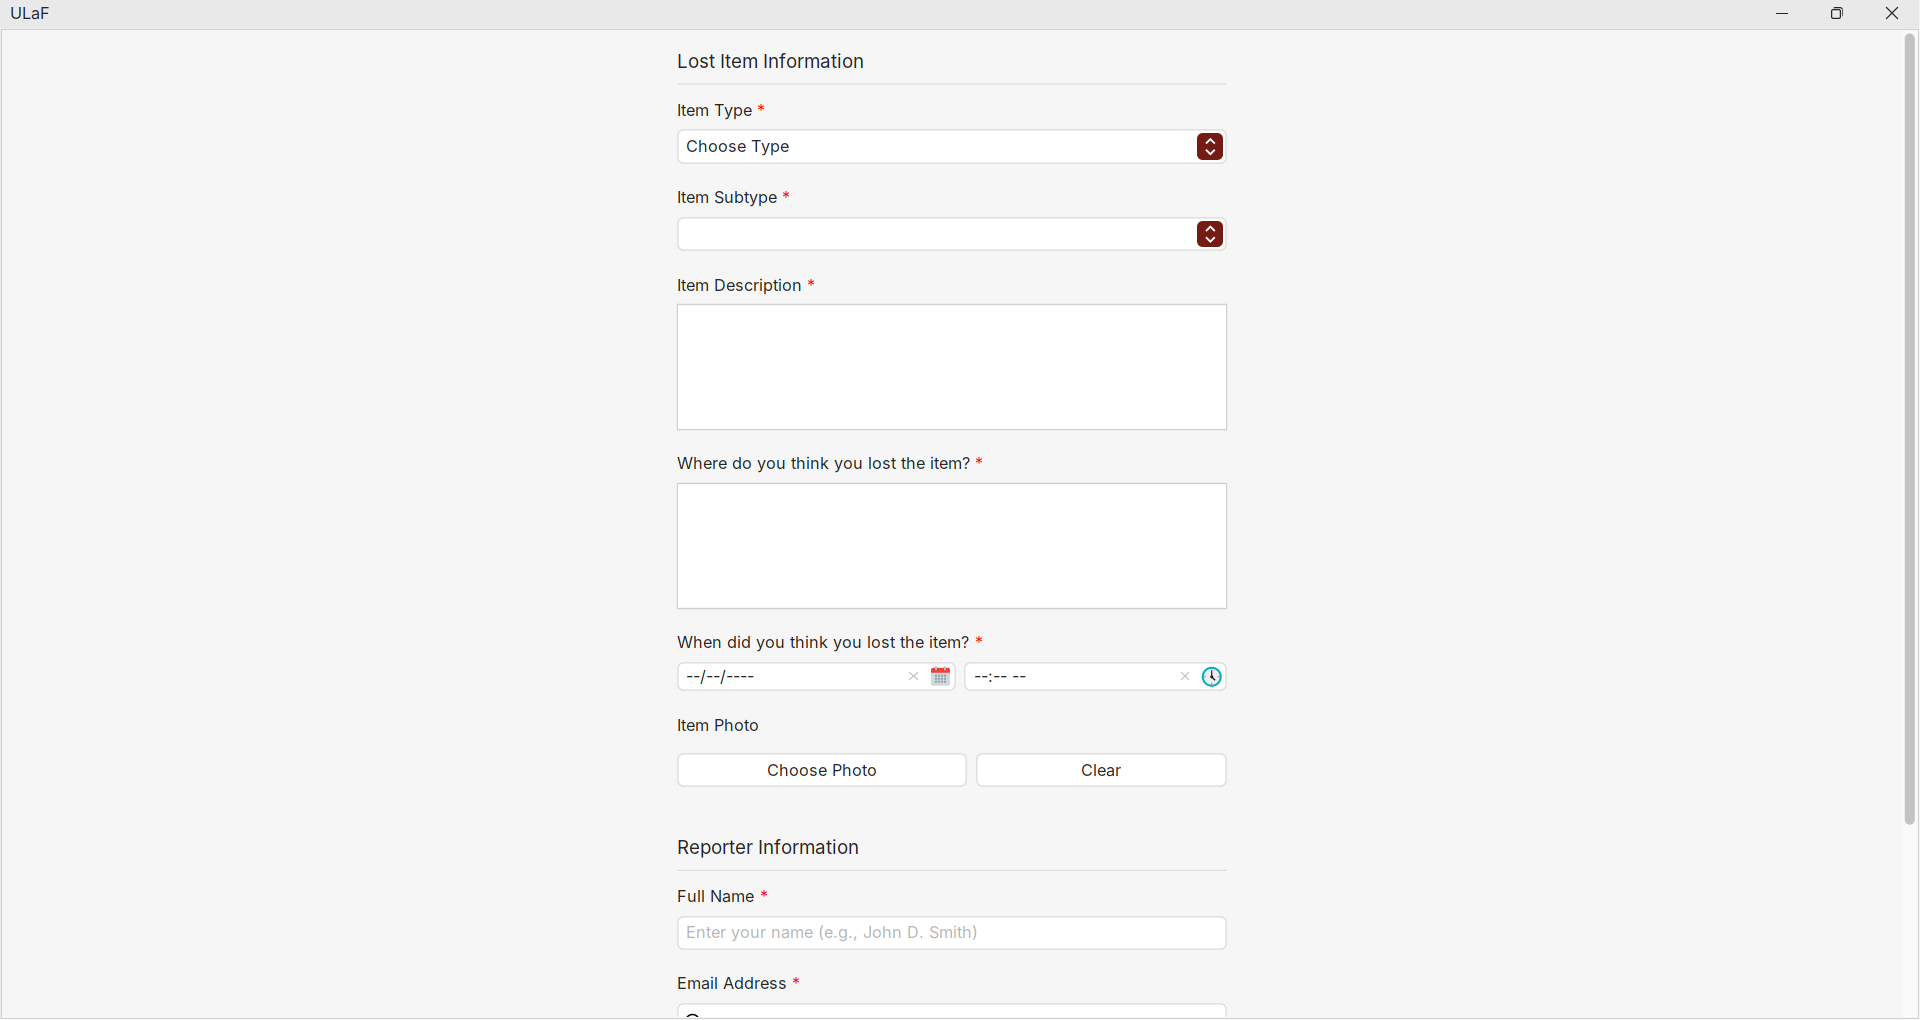 ULaF
Lost Item Information
Item Type *
Choose Type
Item Subtype *
Item Description *
Where do you think you lost the item? *
When did you think you lost the item? *
--/--/---- --:-- --
Item Photo
Choose Photo Clear
Reporter Information
Full Name *
Enter your name (e.g., John D. Smith)
Email Address *